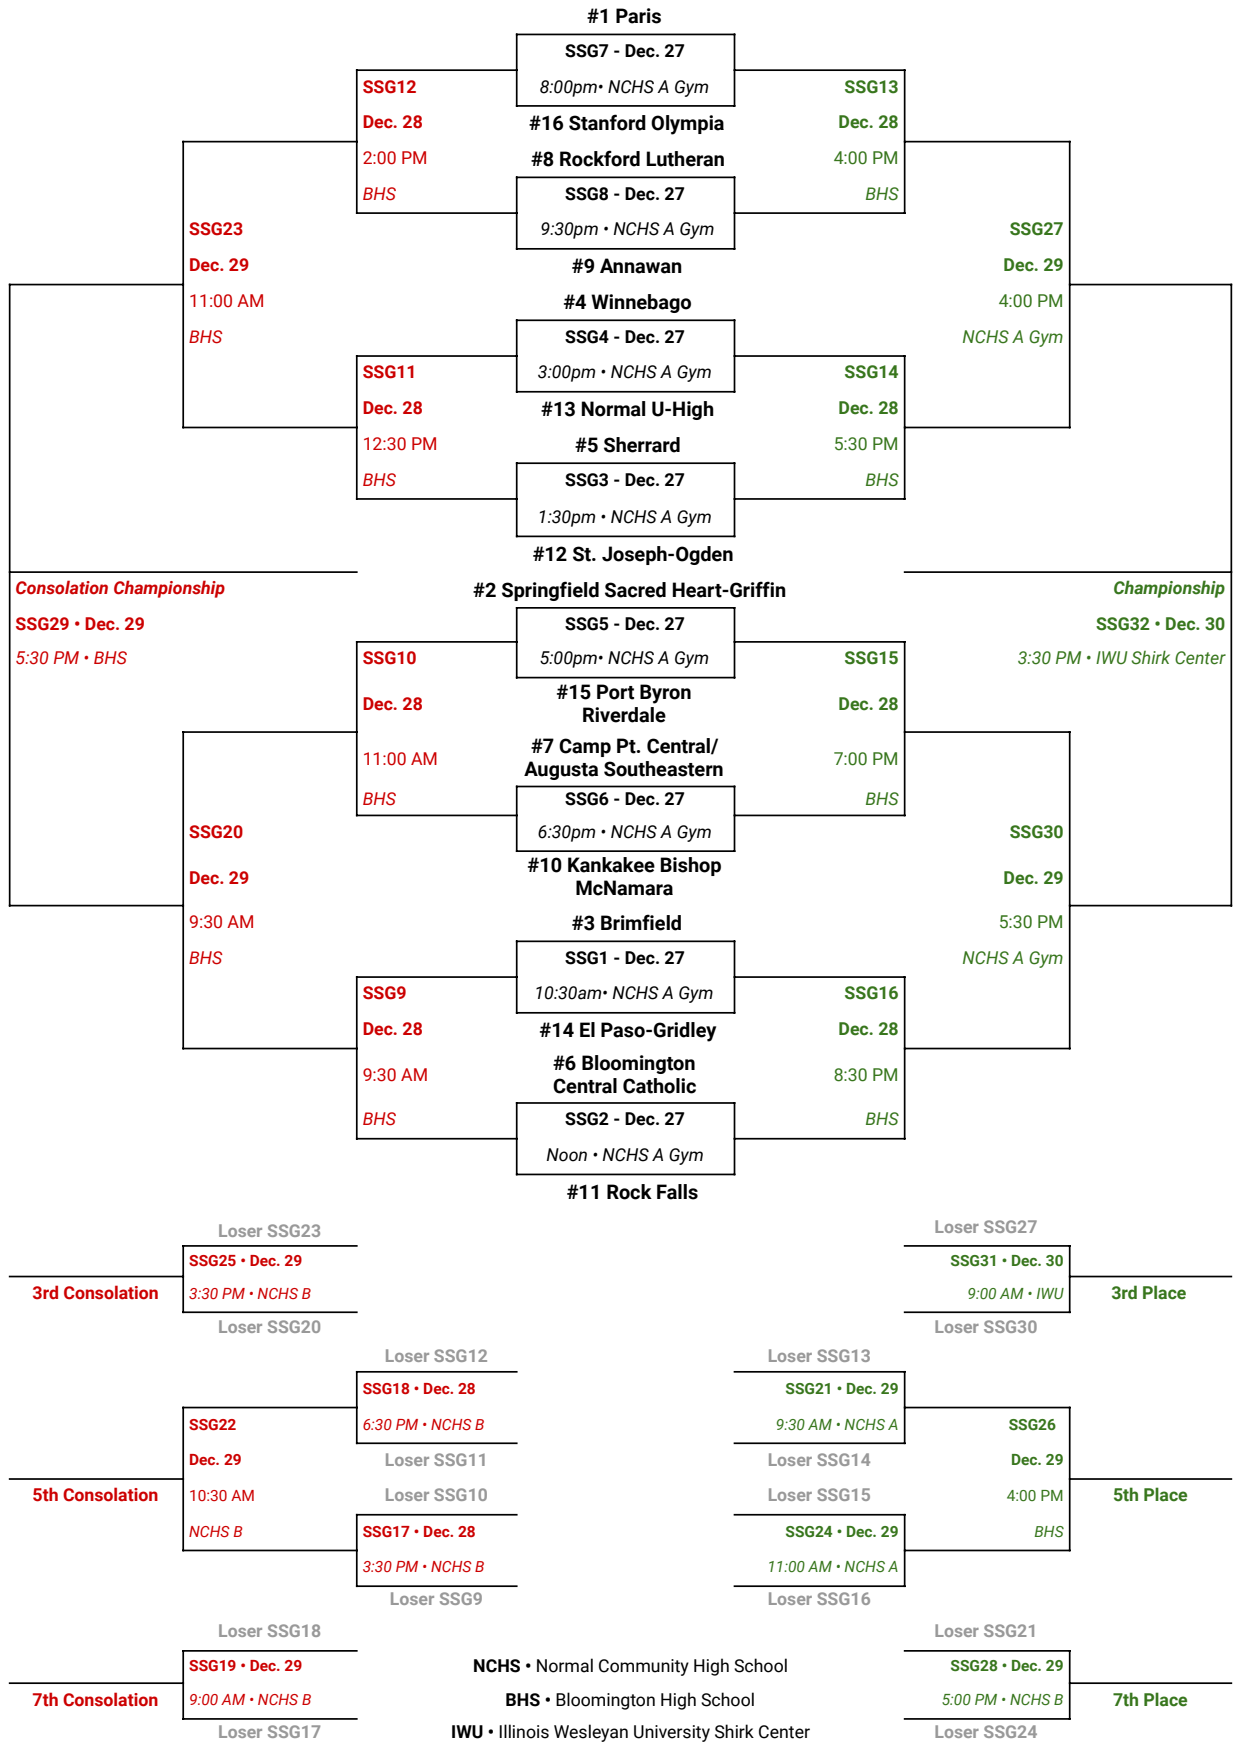 #1 Paris
SSG7 - Dec. 27
SSG12
8:00pm• NCHS A Gym
SSG13
Dec. 28
#16 Stanford Olympia
Dec. 28
2:00 PM
#8 Rockford Lutheran
4:00 PM
BHS
SSG8 - Dec. 27
BHS
SSG23
9:30pm • NCHS A Gym
SSG27
Dec. 29
#9 Annawan
Dec. 29
11:00 AM
#4 Winnebago
4:00 PM
BHS
SSG4 - Dec. 27
NCHS A Gym
SSG11
3:00pm • NCHS A Gym
SSG14
Dec. 28
#13 Normal U-High
Dec. 28
12:30 PM
#5 Sherrard
5:30 PM
BHS
SSG3 - Dec. 27
BHS
1:30pm • NCHS A Gym
#12 St. Joseph-Ogden
Consolation Championship
#2 Springfield Sacred Heart-Griffin
Championship
SSG29 • Dec. 29
SSG5 - Dec. 27
SSG32 • Dec. 30
5:30 PM • BHS
SSG10
5:00pm• NCHS A Gym
SSG15
3:30 PM • IWU Shirk Center
Dec. 28
#15 Port Byron
Riverdale
Dec. 28
11:00 AM
#7 Camp Pt. Central/
Augusta Southeastern
7:00 PM
BHS
SSG6 - Dec. 27
BHS
SSG20
6:30pm • NCHS A Gym
SSG30
Dec. 29
#10 Kankakee Bishop
McNamara
Dec. 29
9:30 AM
#3 Brimfield
5:30 PM
BHS
SSG1 - Dec. 27
NCHS A Gym
SSG9
10:30am• NCHS A Gym
SSG16
Dec. 28
#14 El Paso-Gridley
Dec. 28
9:30 AM
#6 Bloomington
Central Catholic
8:30 PM
BHS
SSG2 - Dec. 27
BHS
Noon • NCHS A Gym
#11 Rock Falls
Loser SSG23
Loser SSG27
SSG25 • Dec. 29
SSG31 • Dec. 30
3rd Consolation
3:30 PM • NCHS B
9:00 AM • IWU
3rd Place
Loser SSG20
Loser SSG30
Loser SSG12
Loser SSG13
SSG18 • Dec. 28
SSG21 • Dec. 29
SSG22
6:30 PM • NCHS B
9:30 AM • NCHS A
SSG26
Dec. 29
Loser SSG11
Loser SSG14
Dec. 29
5th Consolation
10:30 AM
Loser SSG10
Loser SSG15
4:00 PM
5th Place
NCHS B
SSG17 • Dec. 28
SSG24 • Dec. 29
BHS
3:30 PM • NCHS B
11:00 AM • NCHS A
Loser SSG9
Loser SSG16
Loser SSG18
Loser SSG21
SSG19 • Dec. 29
NCHS • Normal Community High School
SSG28 • Dec. 29
7th Consolation
9:00 AM • NCHS B
BHS • Bloomington High School
5:00 PM • NCHS B
7th Place
Loser SSG17
IWU • Illinois Wesleyan University Shirk Center
Loser SSG24